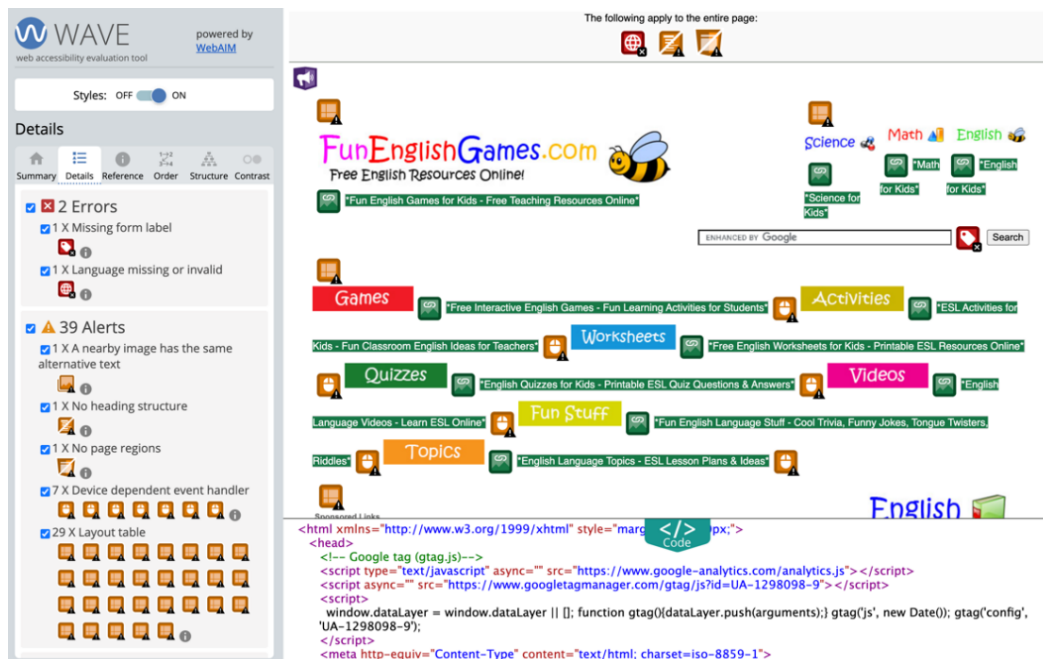 WAVE
powered by
WebAIM
web accessibility evaluation tool
Styles: OFF ON
Details
Summary Details Reference Order Structure Contrast
2 Errors
1 X Missing form label
1 X Language missing or invalid
39 Alerts
1 X A nearby image has the same
alternative text
1 X No heading structure
1 X No page regions
7 X Device dependent event handler
29 X Layout table
The following apply to the entire page:
FunEnglishGames.com
Free English Resources Online!
*Fun English Games for Kids - Free Teaching Resources Online*
Science Math English
*Science for
Kids*
*Math
for Kids*
*English
for Kids*
ENHANCED BY Google
Search
Games *Free Interactive English Games - Fun Learning Activities for Students* Activities *ESL Activities for
Kids - Fun Classroom English Ideas for Teachers* Worksheets *Free English Worksheets for Kids - Printable ESL Resources Online*
Quizzes *English Quizzes for Kids - Printable ESL Quiz Questions & Answers* Videos *English
Language Videos - Learn ESL Online* Fun Stuff *Fun English Language Stuff - Cool Trivia, Funny Jokes, Tongue Twisters,
Riddles* Topics *English Language Topics - ESL Lesson Plans & Ideas*
Sponsored Links
English
<html xmlns="http://www.w3.org/1999/xhtml" style="marg px;">
</> Code
<head>
<!-- Google tag (gtag.js)-->
<script type="text/javascript" async="" src="https://www.google-analytics.com/analytics.js"></script>
<script async="" src="https://www.googletagmanager.com/gtag/js?id=UA-1298098-9"></script>
<script>
window.dataLayer = window.dataLayer || []; function gtag(){dataLayer.push(arguments);} gtag('js', new Date()); gtag('config',
'UA-1298098-9');
</script>
<meta http-equiv="Content-Type" content="text/html; charset=iso-8859-1">